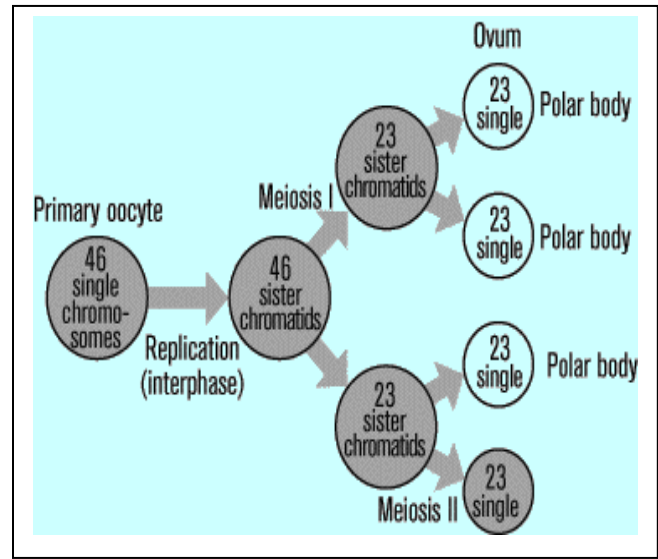 Primary oocyte
46
single
chromo-
somes
Replication
(interphase)
46
sister
chromatids
Meiosis I
23
sister
chromatids
23
sister
chromatids
Meiosis II
Ovum
23
single
Polar body
23
single
Polar body
23
single
Polar body
23
single